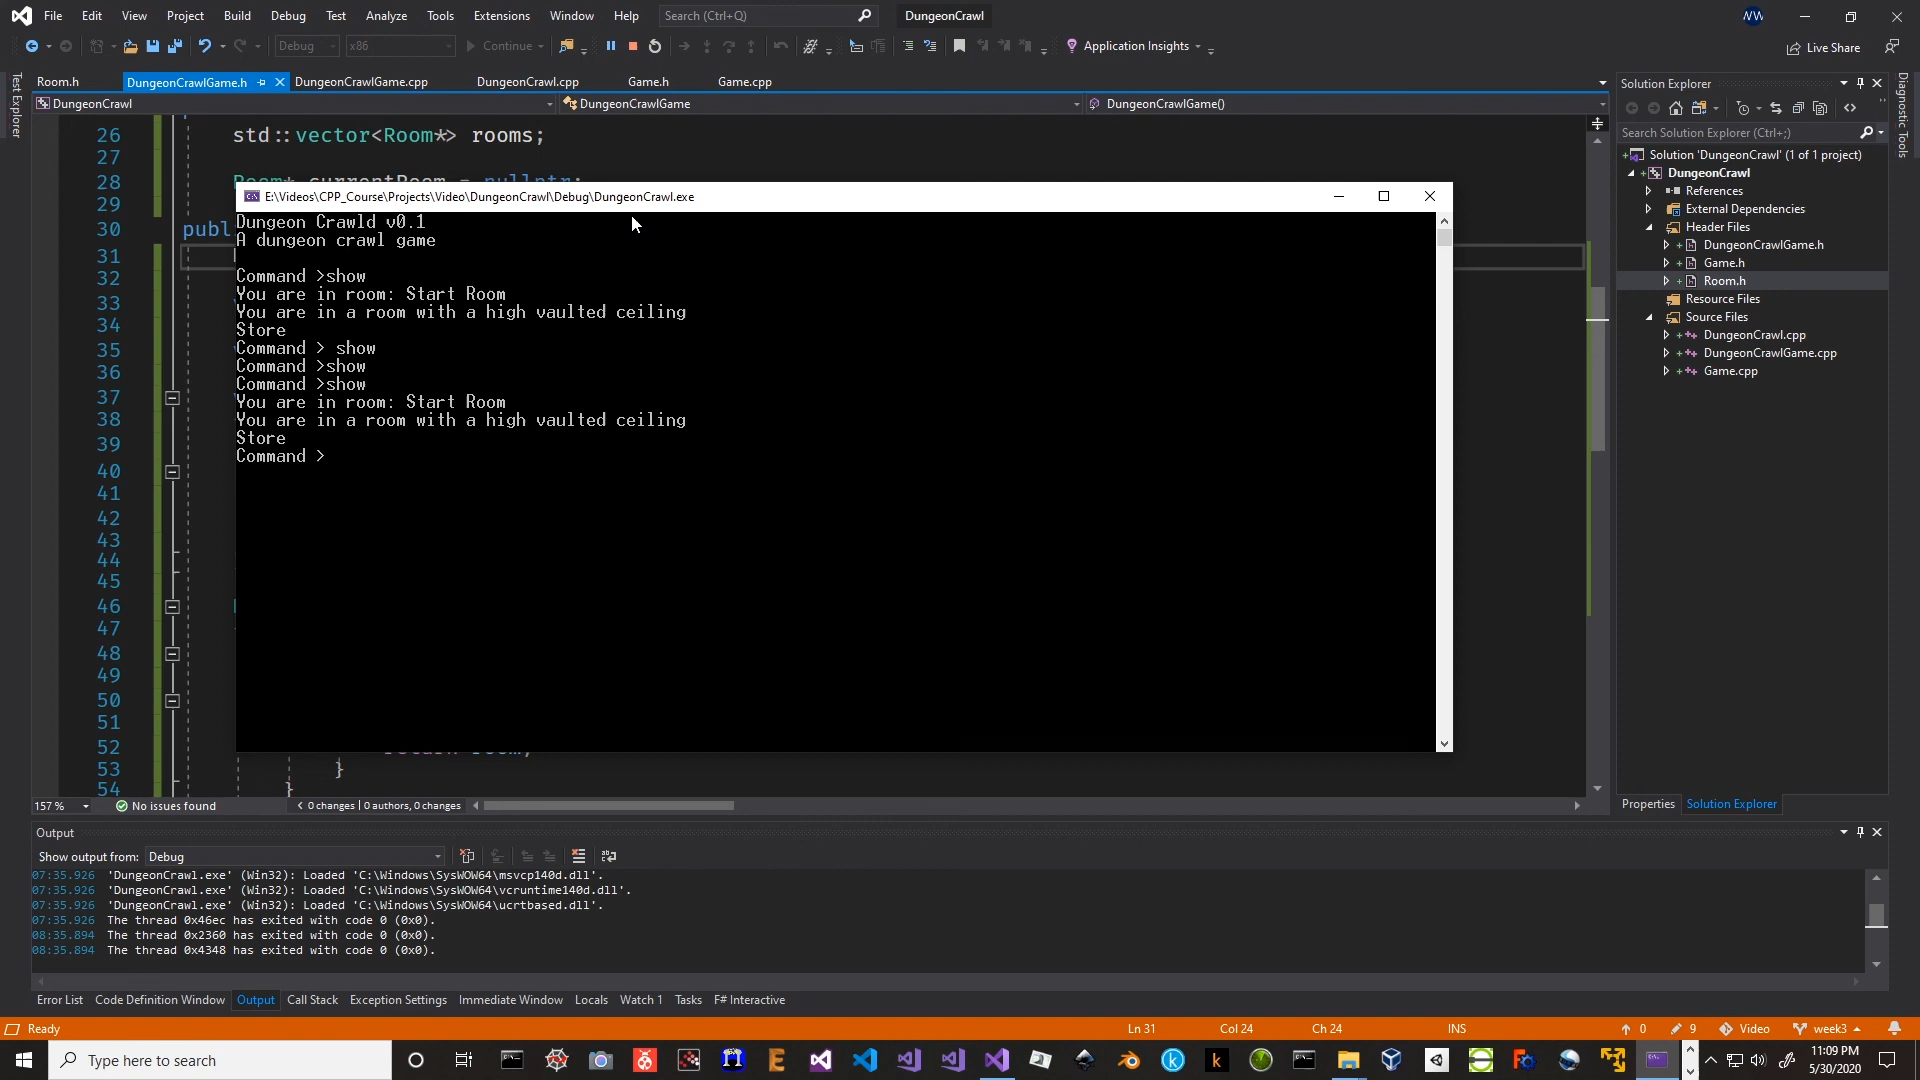 File Edit View Project Build Debug Test Analyze Tools Extensions Window Help Search (Ctrl+Q) DungeonCrawl
Debug x86 Continue Application Insights Live Share
Room.h DungeonCrawlGame.h DungeonCrawlGame.cpp DungeonCrawl.cpp Game.h Game.cpp
DungeonCrawl DungeonCrawlGame DungeonCrawlGame()
Test Explorer
26 std::vector<Room*> rooms;
27
28 Room* currentRoom = nullptr;
29
30 publ
31
32
33
34
35
36
37
38
39
40
41
42
43
44
45
46
47
48
49
50
51
52 return room;
53 }
54 }
E:\Videos\CPP_Course\Projects\Video\DungeonCrawl\Debug\DungeonCrawl.exe
Dungeon Crawld v0.1
A dungeon crawl game
Command >show
You are in room: Start Room
You are in a room with a high vaulted ceiling
Store
Command > show
Command >show
Command >show
You are in room: Start Room
You are in a room with a high vaulted ceiling
Store
Command >
157 % No issues found 0 changes | 0 authors, 0 changes
Solution Explorer
Search Solution Explorer (Ctrl+;)
Solution 'DungeonCrawl' (1 of 1 project)
DungeonCrawl
References
External Dependencies
Header Files
DungeonCrawlGame.h
Game.h
Room.h
Resource Files
Source Files
DungeonCrawl.cpp
DungeonCrawlGame.cpp
Game.cpp
Properties Solution Explorer
Diagnostic Tools
Output
Show output from: Debug
07:35.926 'DungeonCrawl.exe' (Win32): Loaded 'C:\Windows\SysWOW64\msvcp140d.dll'.
07:35.926 'DungeonCrawl.exe' (Win32): Loaded 'C:\Windows\SysWOW64\vcruntime140d.dll'.
07:35.926 'DungeonCrawl.exe' (Win32): Loaded 'C:\Windows\SysWOW64\ucrtbased.dll'.
07:35.926 The thread 0x46ec has exited with code 0 (0x0).
08:35.894 The thread 0x2360 has exited with code 0 (0x0).
08:35.894 The thread 0x4348 has exited with code 0 (0x0).
Error List Code Definition Window Output Call Stack Exception Settings Immediate Window Locals Watch 1 Tasks F# Interactive
Ready Ln 31 Col 24 Ch 24 INS 0 9 Video week3
Type here to search
11:09 PM
5/30/2020